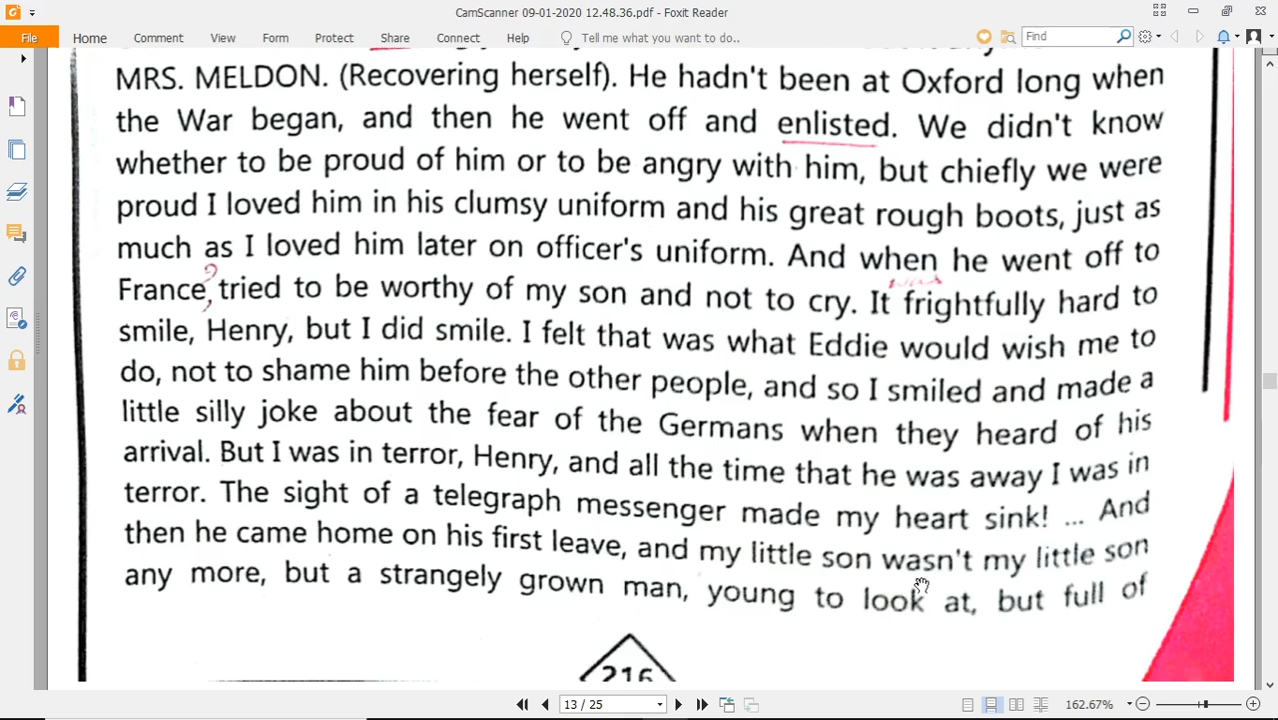 CamScanner 09-01-2020 12.48.36.pdf - Foxit Reader
File Home Comment View Form Protect Share Connect Help Tell me what you want to do.. Find
MRS. MELDON. (Recovering herself). He hadn't been at Oxford long when
the War began, and then he went off and enlisted. We didn't know
whether to be proud of him or to be angry with him, but chiefly we were
proud I loved him in his clumsy uniform and his great rough boots, just as
much as I loved him later on officer's uniform. And when he went off to
France, tried to be worthy of my son and not to cry. It was frightfully hard to
smile, Henry, but I did smile. I felt that was what Eddie would wish me to
do, not to shame him before the other people, and so I smiled and made a
little silly joke about the fear of the Germans when they heard of his
arrival. But I was in terror, Henry, and all the time that he was away I was in
terror. The sight of a telegraph messenger made my heart sink! ... And
then he came home on his first leave, and my little son wasn't my little son
any more, but a strangely grown man, young to look at, but full of
216
13 / 25 162.67%